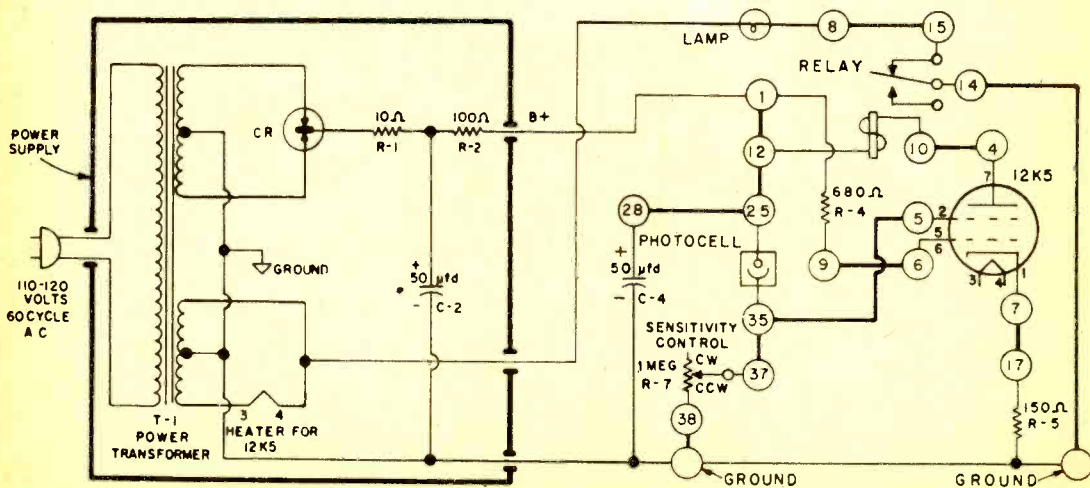 LAMP
8
15
RELAY
14
POWER
SUPPLY
CR
10Ω
R-1
100Ω
R-2
B+
1
12
10
4
7
12K5
680Ω
R-4
28
25
5
2
5
6
6
9
3
4
1
PHOTOCELL
GROUND
110-120
VOLTS
60 CYCLE
A C
+
50 µfd
-
C-2
+
50 µfd
-
C-4
35
7
SENSITIVITY
CONTROL
CW
1 MEG
R-7
CCW
37
17
38
150Ω
R-5
3
4
T-1
POWER
TRANSFORMER
HEATER FOR
12K5
GROUND
GROUND